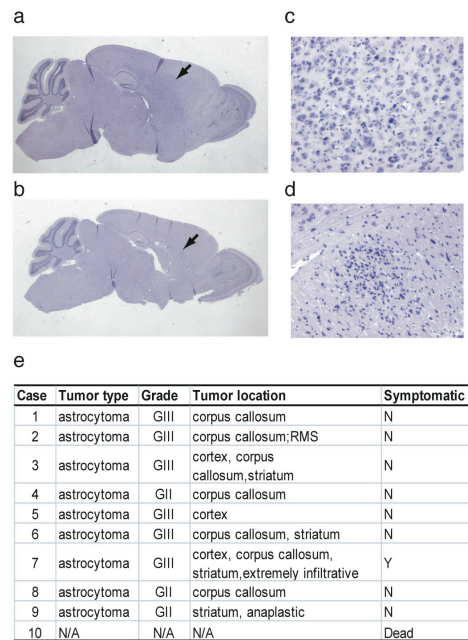 a
c
b
d
e
Case Tumor type Grade Tumor location Symptomatic
1 astrocytoma GIII corpus callosum N
2 astrocytoma GIII corpus callosum;RMS N
3 astrocytoma GIII cortex, corpus callosum,striatum N
4 astrocytoma GII corpus callosum N
5 astrocytoma GIII cortex N
6 astrocytoma GIII corpus callosum, striatum N
7 astrocytoma GIII cortex, corpus callosum, striatum,extremely infiltrative Y
8 astrocytoma GII corpus callosum N
9 astrocytoma GII striatum, anaplastic N
10 N/A N/A N/A Dead